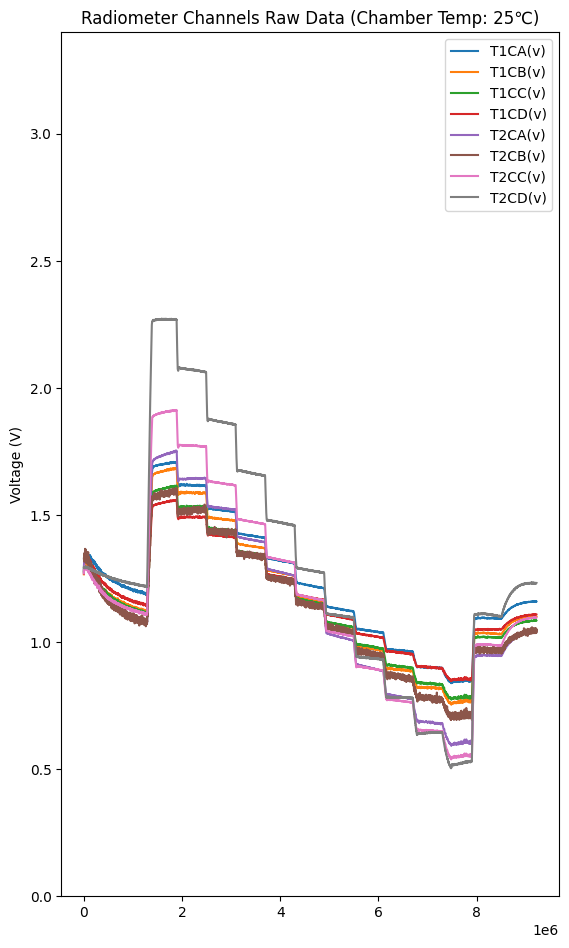 Radiometer Channels Raw Data (Chamber Temp: 25℃)
T1CA(v)
T1CB(v)
T1CC(v)
T1CD(v)
T2CA(v)
T2CB(v)
T2CC(v)
T2CD(v)
Voltage (V)
3.0
2.5
2.0
1.5
1.0
0.5
0.0
0 2 4 6 8
1e6